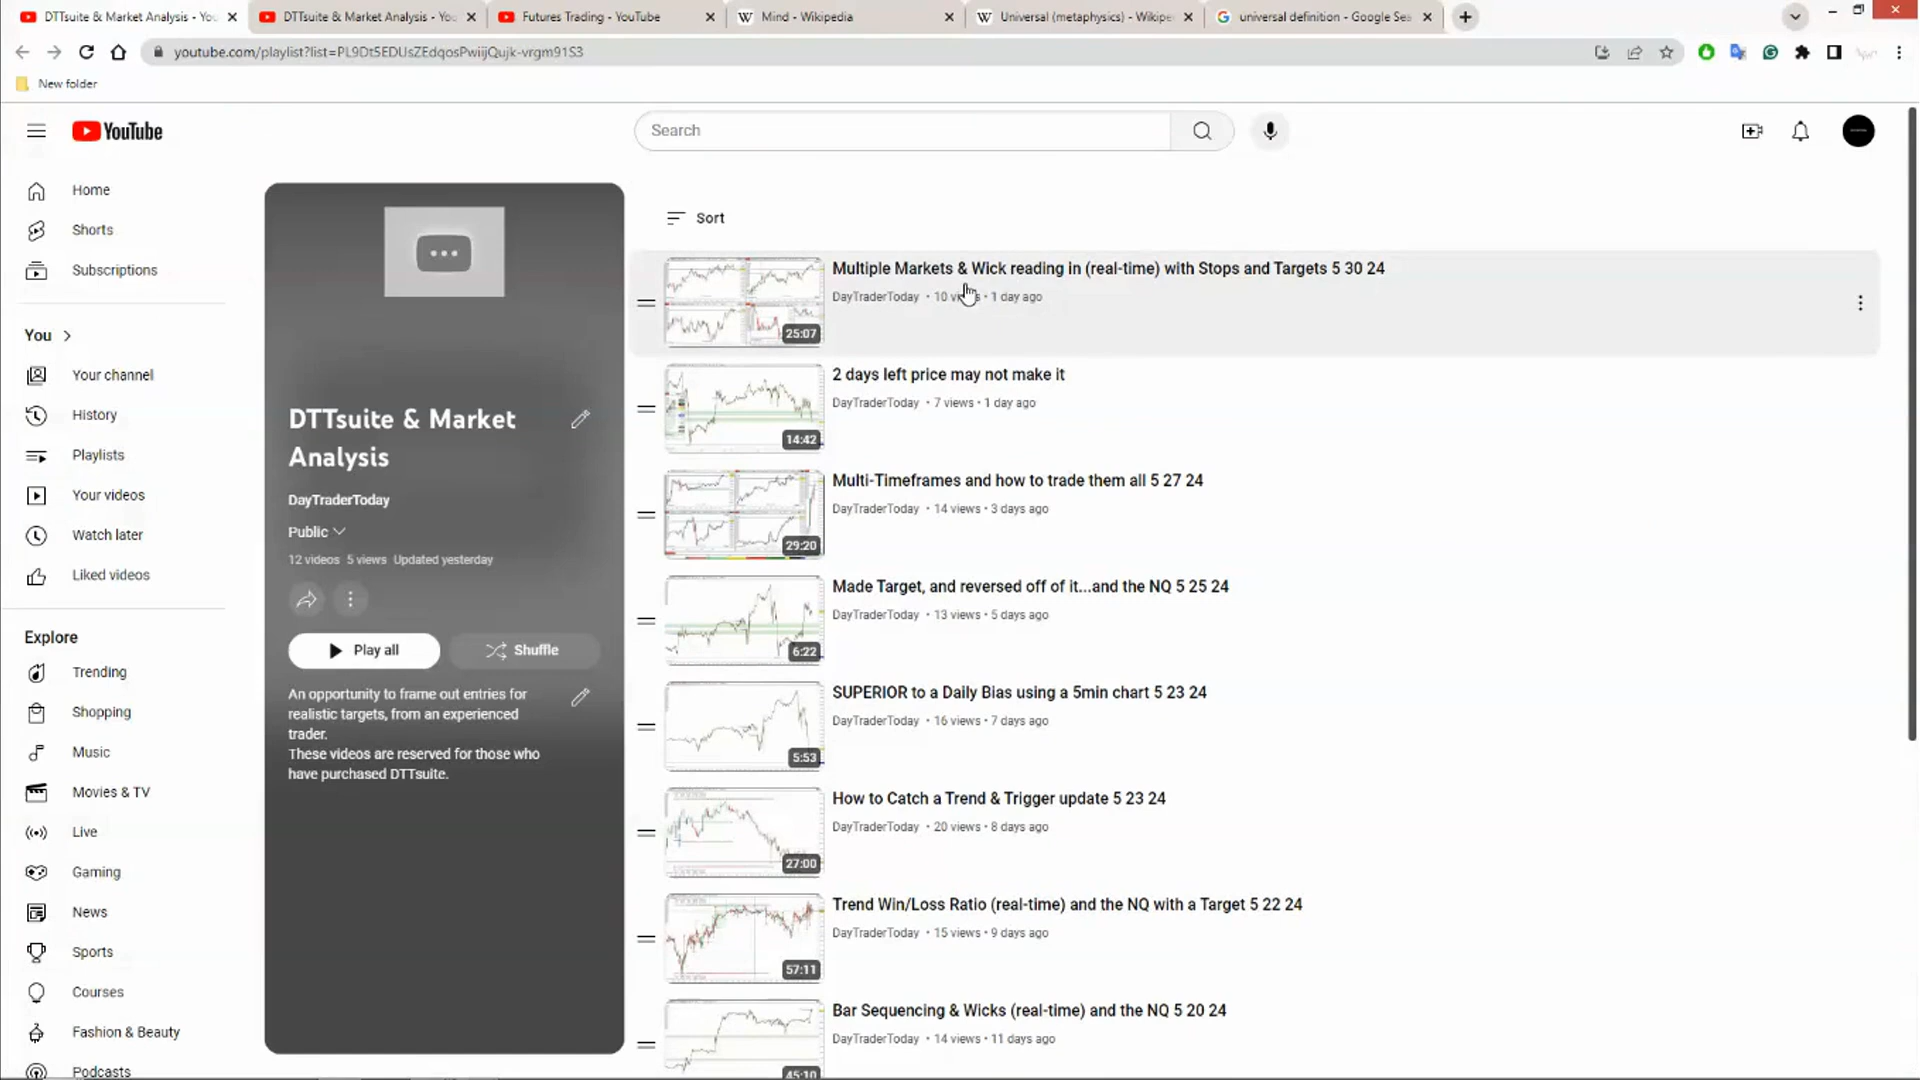 DTTsuite & Market Analysis - You
DTTsuite & Market Analysis - You
Futures Trading - YouTube
Mind - Wikipedia
Universal (metaphysics) - Wikipe
universal definition - Google Sea
youtube.com/playlist?list=PL9Dt5EDUsZEdqosPwiijQujk-vrgm91S3
New folder
YouTube
Search
Home
Shorts
Subscriptions
You
Your channel
History
Playlists
Your videos
Watch later
Liked videos
Explore
Trending
Shopping
Music
Movies & TV
Live
Gaming
News
Sports
Courses
Fashion & Beauty
Podcasts
DTTsuite & Market
Analysis
DayTraderToday
Public
12 videos 5 views Updated yesterday
Play all
Shuffle
An opportunity to frame out entries for
realistic targets, from an experienced
trader.
These videos are reserved for those who
have purchased DTTsuite.
Sort
25:07
Multiple Markets & Wick reading in (real-time) with Stops and Targets 5 30 24
DayTraderToday • 10 views • 1 day ago
14:42
2 days left price may not make it
DayTraderToday • 7 views • 1 day ago
29:20
Multi-Timeframes and how to trade them all 5 27 24
DayTraderToday • 14 views • 3 days ago
6:22
Made Target, and reversed off of it...and the NQ 5 25 24
DayTraderToday • 13 views • 5 days ago
5:53
SUPERIOR to a Daily Bias using a 5min chart 5 23 24
DayTraderToday • 16 views • 7 days ago
27:00
How to Catch a Trend & Trigger update 5 23 24
DayTraderToday • 20 views • 8 days ago
57:11
Trend Win/Loss Ratio (real-time) and the NQ with a Target 5 22 24
DayTraderToday • 15 views • 9 days ago
45:10
Bar Sequencing & Wicks (real-time) and the NQ 5 20 24
DayTraderToday • 14 views • 11 days ago